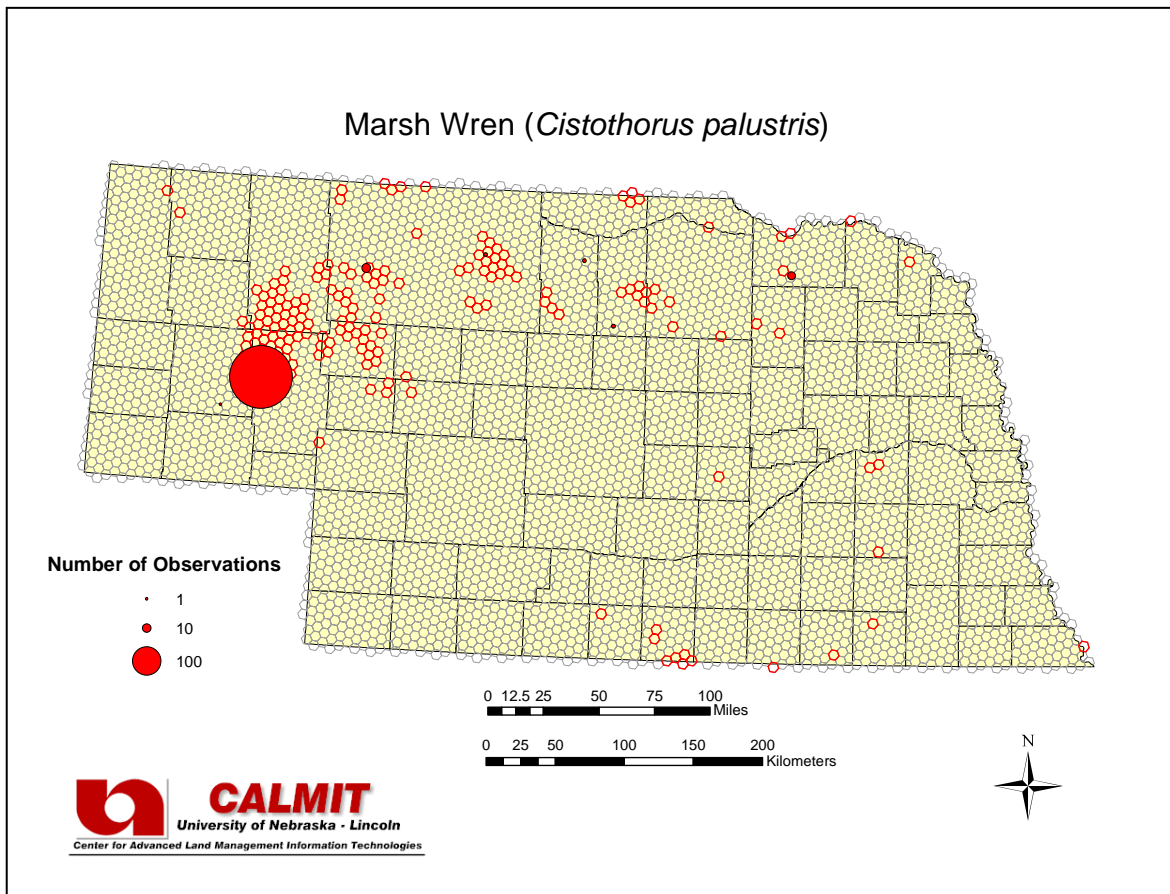 Marsh Wren (Cistothorus palustris)
Number of Observations
1
10
100
0 12.5 25 50 75 100
Miles
0 25 50 100 150 200
Kilometers
N
CALMIT
University of Nebraska - Lincoln
Center for Advanced Land Management Information Technologies